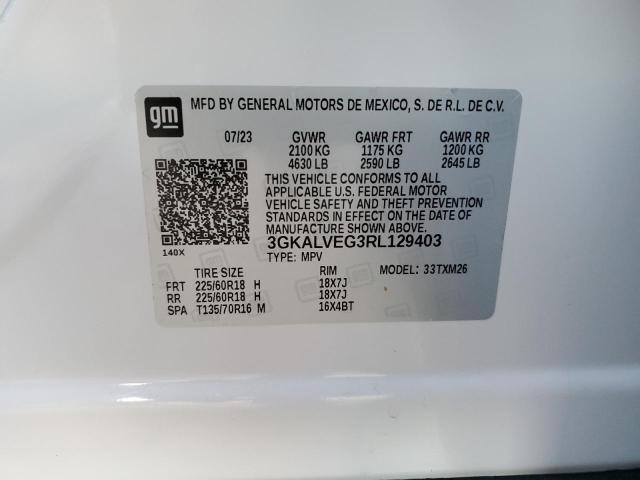 gm MFD BY GENERAL MOTORS DE MEXICO, S. DE R.L. DE C.V.
07/23 GVWR GAWR FRT GAWR RR
2100 KG 1175 KG 1200 KG
4630 LB 2590 LB 2645 LB
THIS VEHICLE CONFORMS TO ALL
APPLICABLE U.S. FEDERAL MOTOR
VEHICLE SAFETY AND THEFT PREVENTION
STANDARDS IN EFFECT ON THE DATE OF
MANUFACTURE SHOWN ABOVE.
3GKALVEG3RL129403
140X TYPE: MPV
TIRE SIZE RIM MODEL: 33TXM26
FRT 225/60R18 H 18X7J
RR 225/60R18 H 18X7J
SPA T135/70R16 M 16X4BT